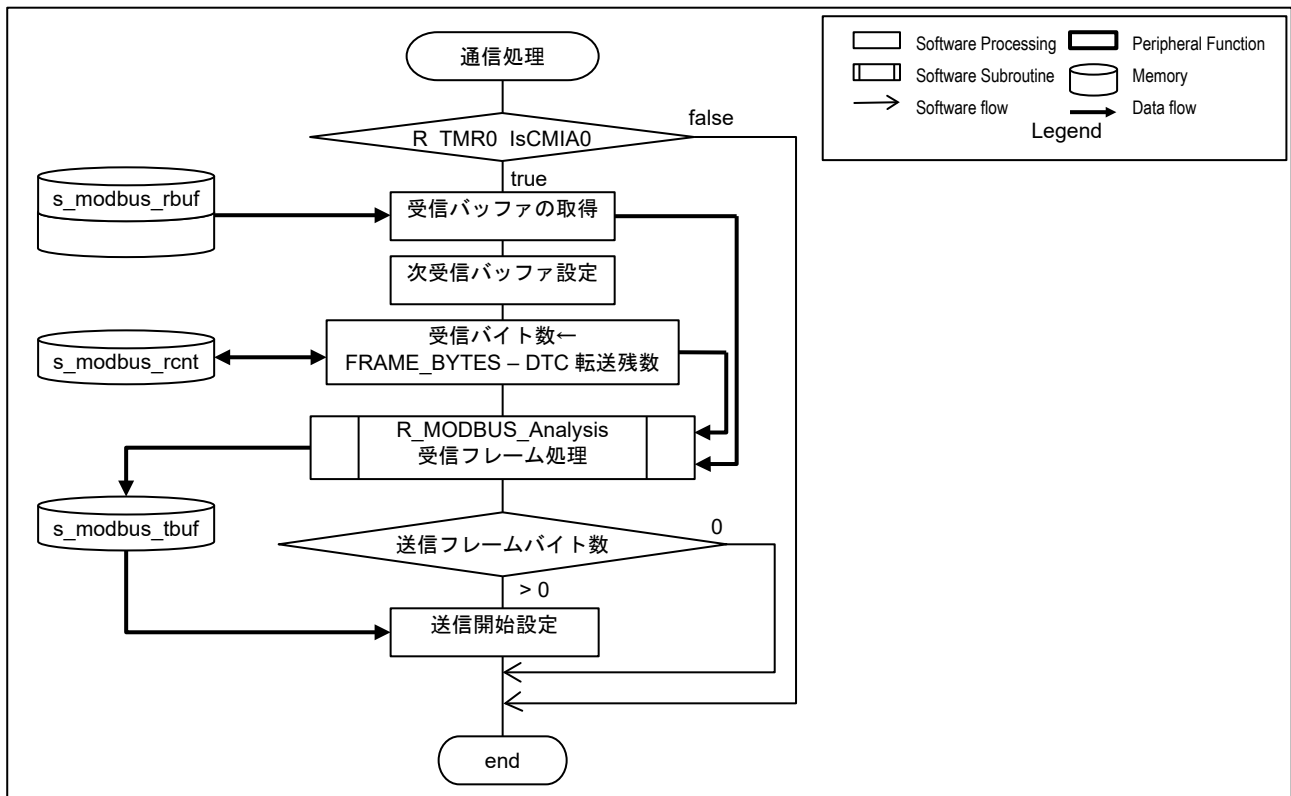 通信処理
R_TMR0_IsCMIA0
false
true
s_modbus_rbuf
受信バッファの取得
次受信バッファ設定
受信バイト数←
FRAME_BYTES – DTC 転送残数
s_modbus_rcnt
R_MODBUS_Analysis
受信フレーム処理
s_modbus_tbuf
送信フレームバイト数
0
> 0
送信開始設定
end
Software Processing
Peripheral Function
Software Subroutine
Memory
Software flow
Data flow
Legend